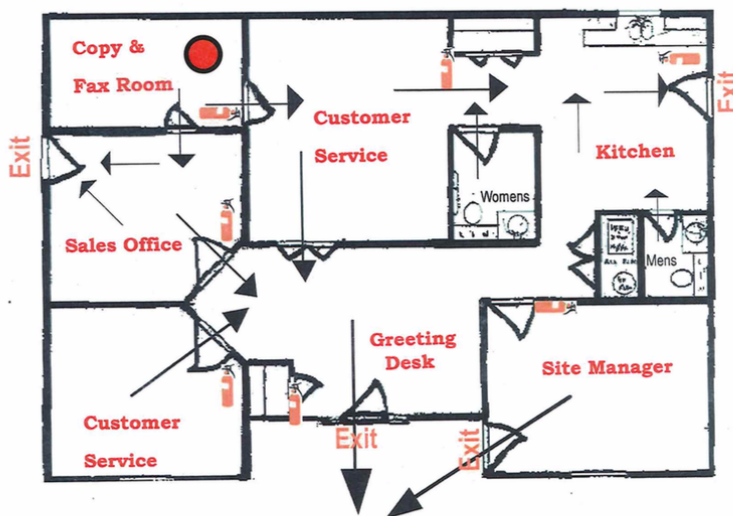 Copy &
Fax Room
Exit
Customer
Service
Exit
Kitchen
Womens
Sales Office
Mens
Greeting
Desk
Site Manager
Customer
Service
Exit
Exit